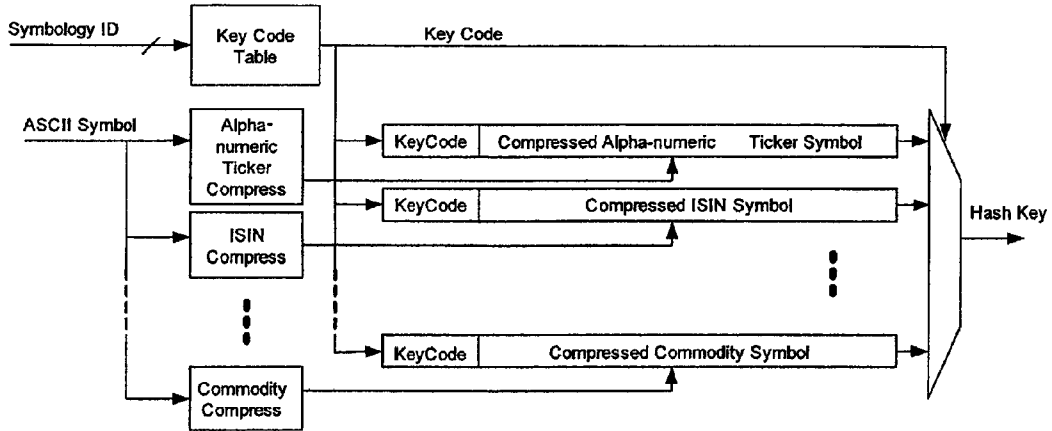 Symbology ID
Key Code
Table
Key Code
ASCII Symbol
Alpha-
numeric
Ticker
Compress
KeyCode
Compressed Alpha-numeric Ticker Symbol
KeyCode
Compressed ISIN Symbol
ISIN
Compress
Hash Key
KeyCode
Compressed Commodity Symbol
Commodity
Compress